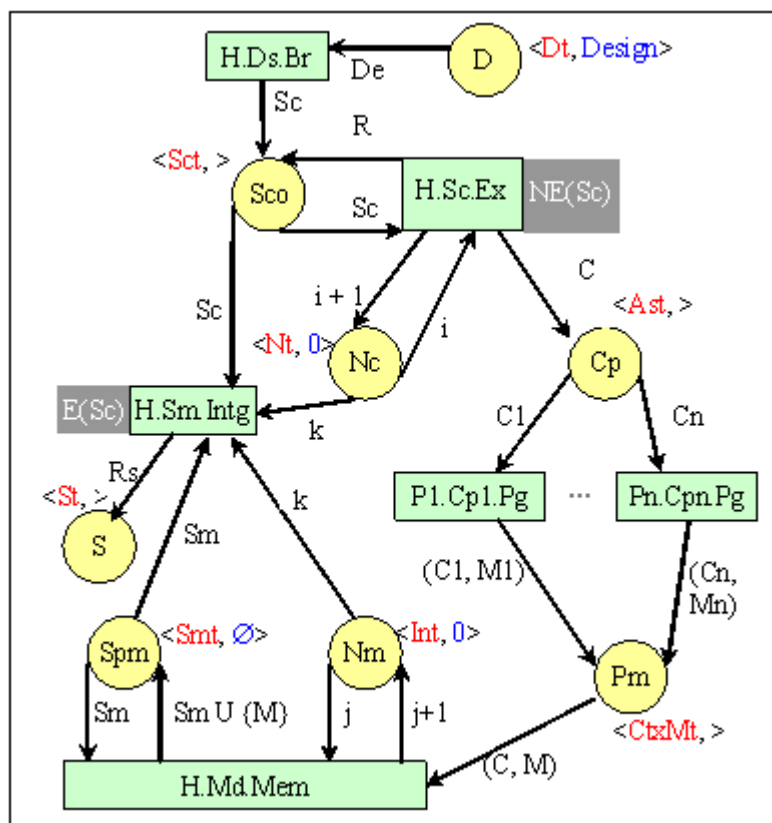 H.Ds.Br
De
D
<Dt, Design>
Sc
R
<Sct, >
Sco
Sc
H.Sc.Ex
NE(Sc)
C
i + 1
i
Sc
<Nt, 0>
Nc
<Ast, >
Cp
E(Sc)
H.Sm Intg
k
C1
Cn
Rs
<St, >
S
Sm
k
P1.Cp1.Pg
...
Pn.Cpn.Pg
(C1, M1)
(Cn,
Mn)
Spm
<Smt, ∅>
Nm
<Int, 0>
Pm
<CtxMt, >
Sm
Sm U {M}
j
j+1
(C, M)
H.Md.Mem